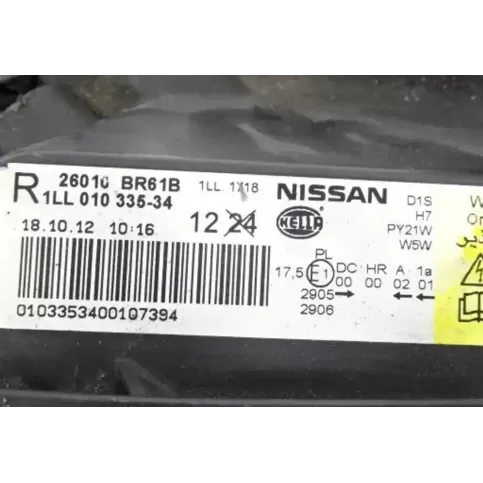 R 26010 BR61B 1LL 1118 NISSAN
1LL 010 335-34
18.10.12 10:16 12 24 HELLA
D1S
H7
PY21W
W5W
PL
17,5 E1 DC HR A 1a
00 00 02 01
2905
2906
0103353400107394